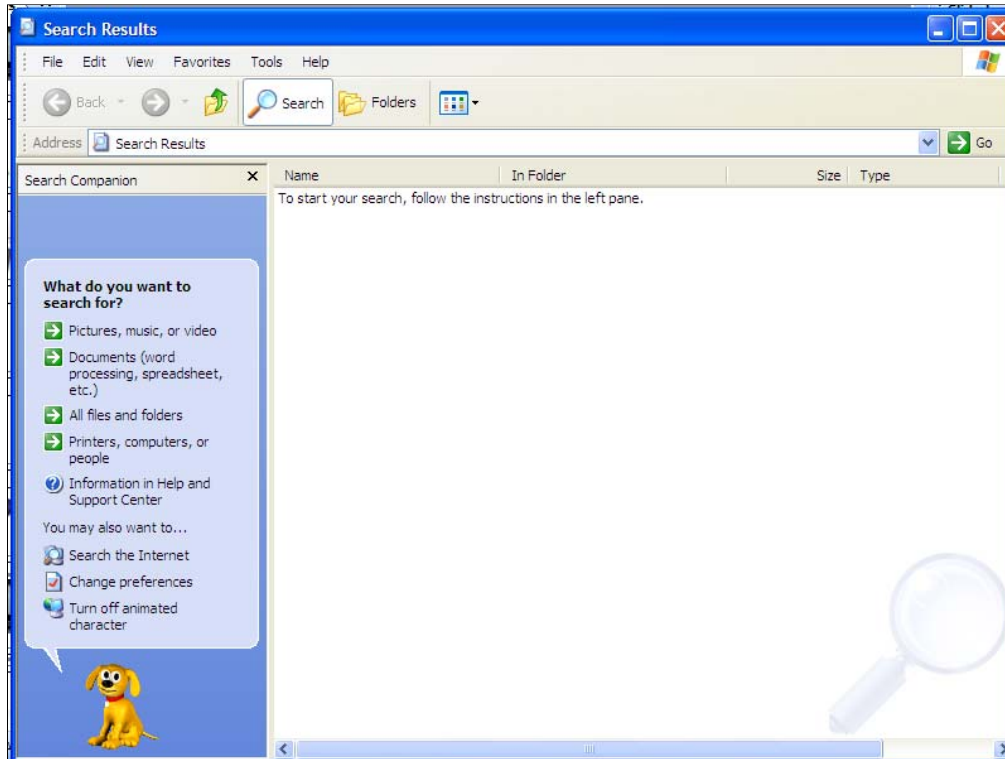 Search Results
File Edit View Favorites Tools Help
Back Search Folders
Address Search Results Go
Search Companion
Name In Folder Size Type
To start your search, follow the instructions in the left pane.
What do you want to
search for?
Pictures, music, or video
Documents (word
processing, spreadsheet,
etc.)
All files and folders
Printers, computers, or
people
Information in Help and
Support Center
You may also want to...
Search the Internet
Change preferences
Turn off animated
character